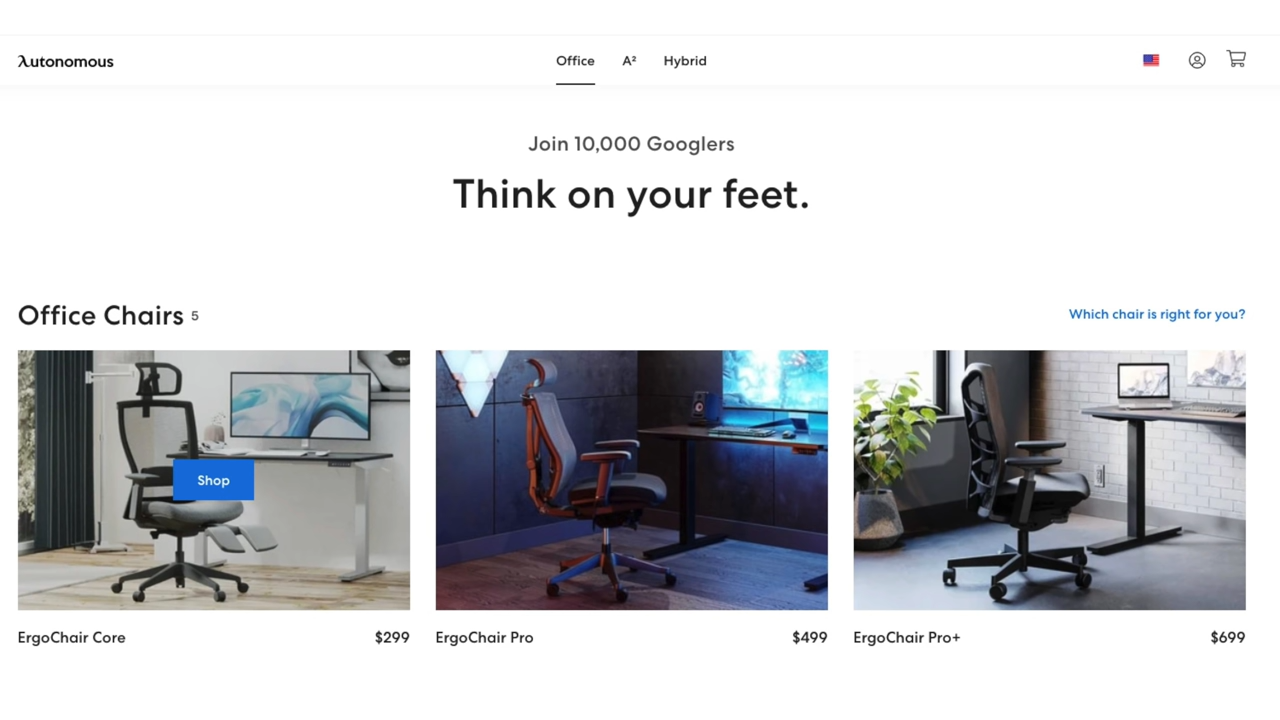 λutonomous
Office
A²
Hybrid
Join 10,000 Googlers
Think on your feet.
Office Chairs 5
Which chair is right for you?
Shop
ErgoChair Core $299
ErgoChair Pro $499
ErgoChair Pro+ $699